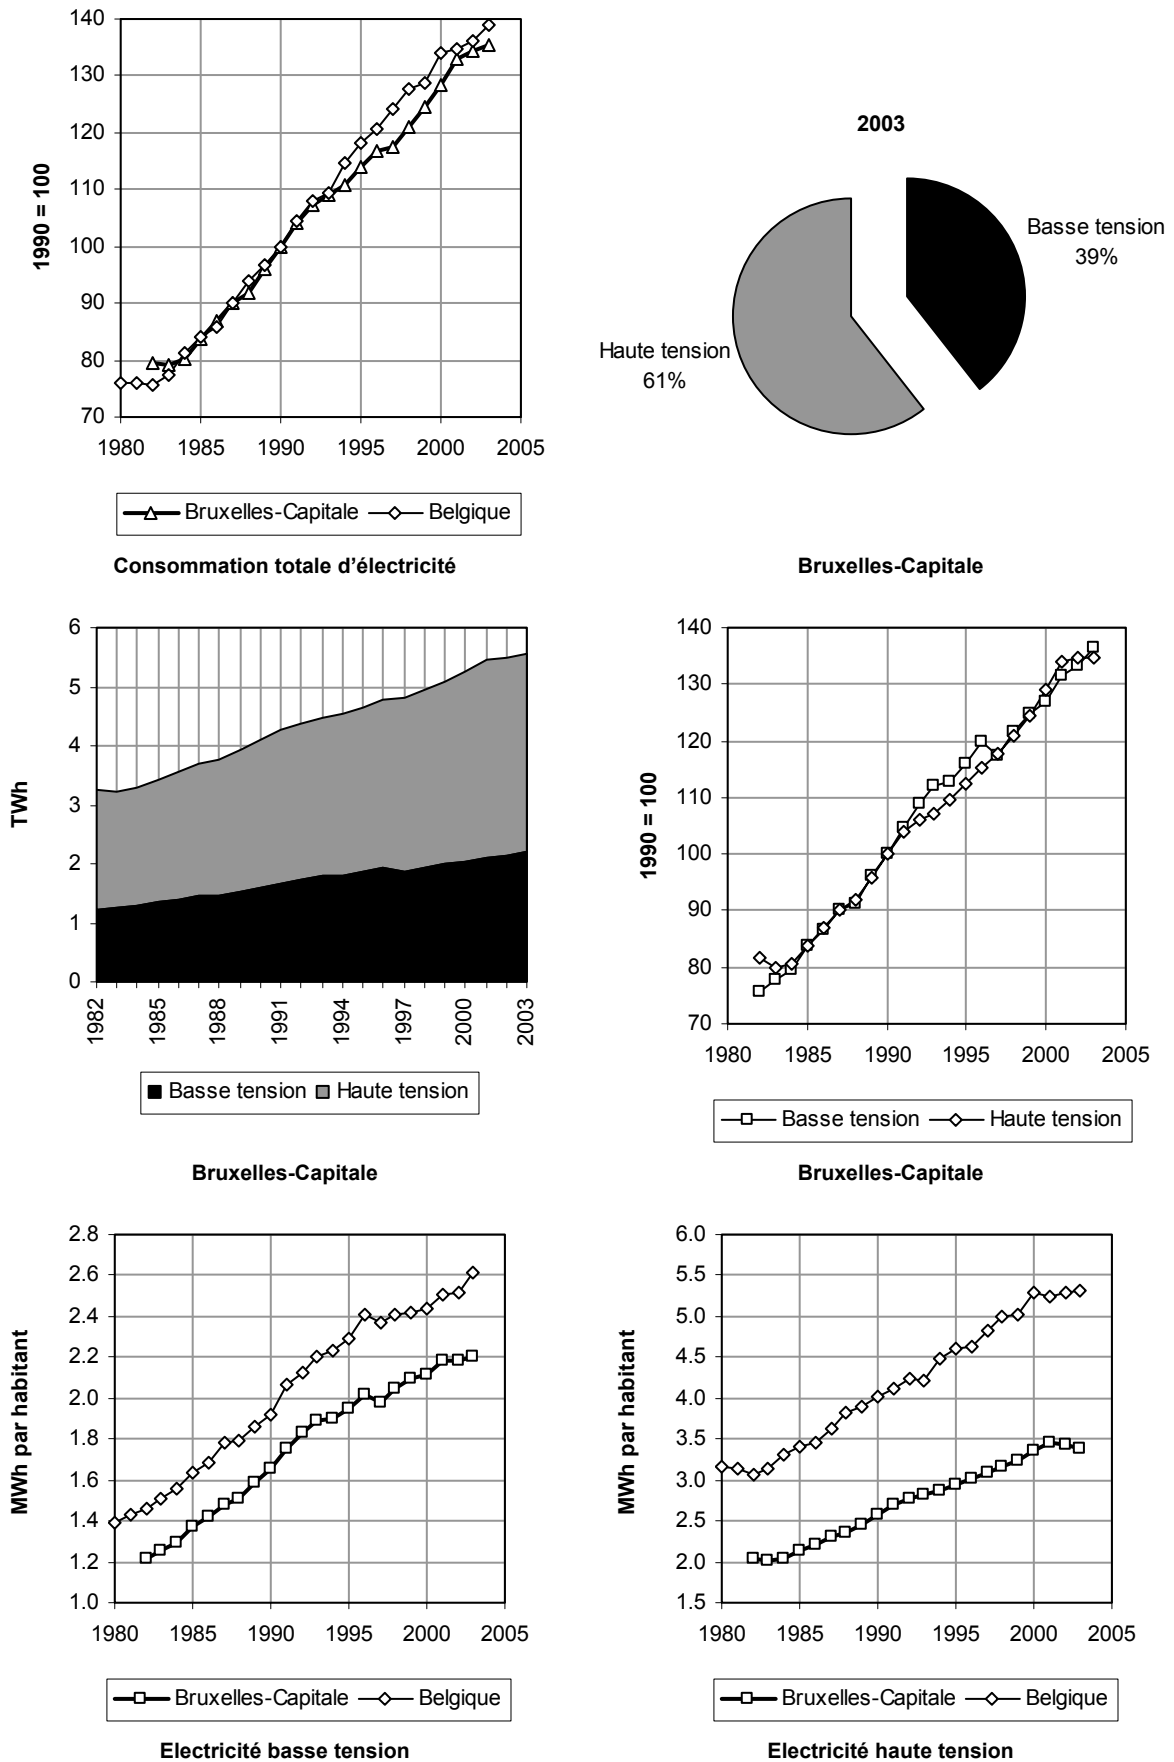 140
130
120
110
100
90
80
70
1990 = 100
1980 1985 1990 1995 2000 2005
Bruxelles-Capitale Belgique
Consommation totale d’électricité
2003
Basse tension
39%
Haute tension
61%
Bruxelles-Capitale
6
5
4
3
2
1
0
TWh
1982 1985 1988 1991 1994 1997 2000 2003
Basse tension Haute tension
Bruxelles-Capitale
140
130
120
110
100
90
80
70
1990 = 100
1980 1985 1990 1995 2000 2005
Basse tension Haute tension
Bruxelles-Capitale
2.8
2.6
2.4
2.2
2.0
1.8
1.6
1.4
1.2
1.0
MWh par habitant
1980 1985 1990 1995 2000 2005
Bruxelles-Capitale Belgique
Electricité basse tension
6.0
5.5
5.0
4.5
4.0
3.5
3.0
2.5
2.0
1.5
MWh par habitant
1980 1985 1990 1995 2000 2005
Bruxelles-Capitale Belgique
Electricité haute tension